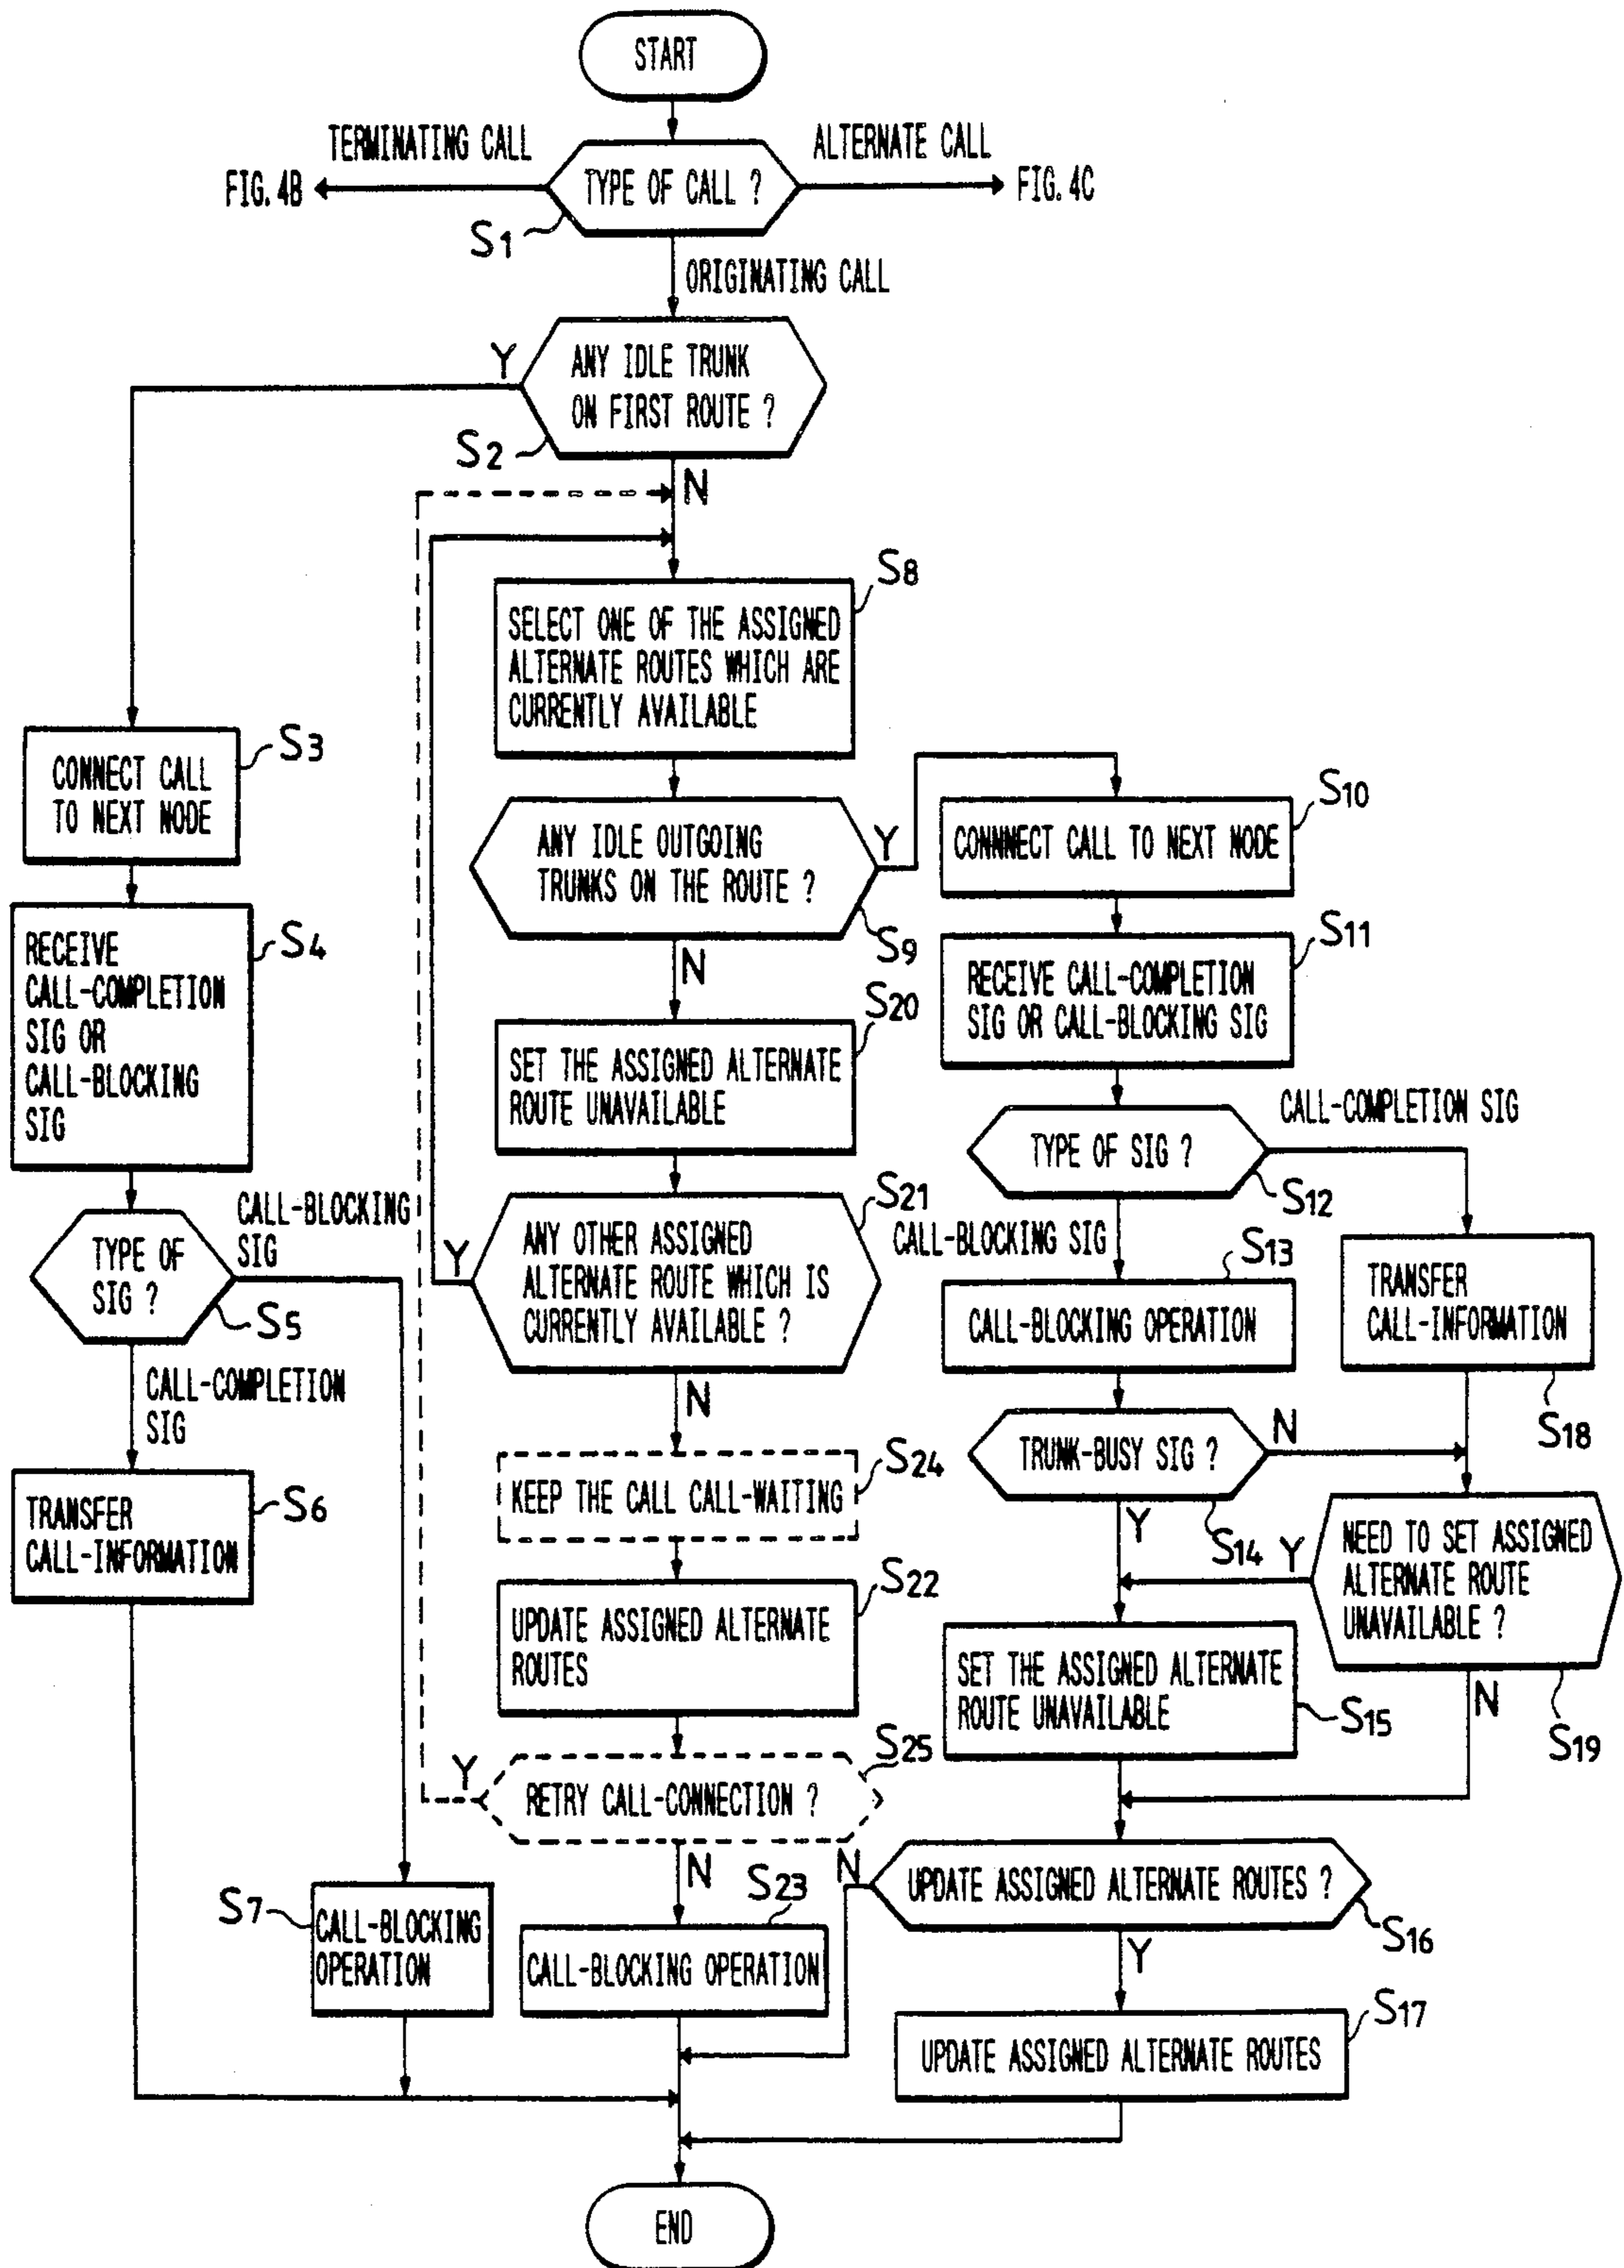 START
TERMINATING CALL
ALTERNATE CALL
FIG. 4B
TYPE OF CALL ?
FIG. 4C
S1
ORIGINATING CALL
Y
ANY IDLE TRUNK
ON FIRST ROUTE ?
S2
N
S8
SELECT ONE OF THE ASSIGNED
ALTERNATE ROUTES WHICH ARE
CURRENTLY AVAILABLE
S3
CONNECT CALL
TO NEXT NODE
ANY IDLE OUTGOING
TRUNKS ON THE ROUTE ?
Y
S9
N
S10
CONNNECT CALL TO NEXT NODE
S4
RECEIVE
CALL-COMPLETION
SIG OR
CALL-BLOCKING
SIG
S11
RECEIVE CALL-COMPLETION
SIG OR CALL-BLOCKING SIG
S20
SET THE ASSIGNED ALTERNATE
ROUTE UNAVAILABLE
CALL-COMPLETION SIG
TYPE OF SIG ?
S12
CALL-BLOCKING
SIG
TYPE OF
SIG ?
S5
CALL-COMPLETION
SIG
S21
Y
ANY OTHER ASSIGNED
ALTERNATE ROUTE WHICH IS
CURRENTLY AVAILABLE ?
N
CALL-BLOCKING SIG
S13
CALL-BLOCKING OPERATION
TRANSFER
CALL-INFORMATION
S18
TRUNK-BUSY SIG ?
N
Y
S14
S24
KEEP THE CALL CALL-WAITING
S6
TRANSFER
CALL-INFORMATION
Y
NEED TO SET ASSIGNED
ALTERNATE ROUTE
UNAVAILABLE ?
N
S19
S22
UPDATE ASSIGNED ALTERNATE
ROUTES
SET THE ASSIGNED ALTERNATE
ROUTE UNAVAILABLE
S15
S25
Y
RETRY CALL-CONNECTION ?
N
N
UPDATE ASSIGNED ALTERNATE ROUTES ?
S16
Y
S7
CALL-BLOCKING
OPERATION
S23
CALL-BLOCKING OPERATION
S17
UPDATE ASSIGNED ALTERNATE ROUTES
END